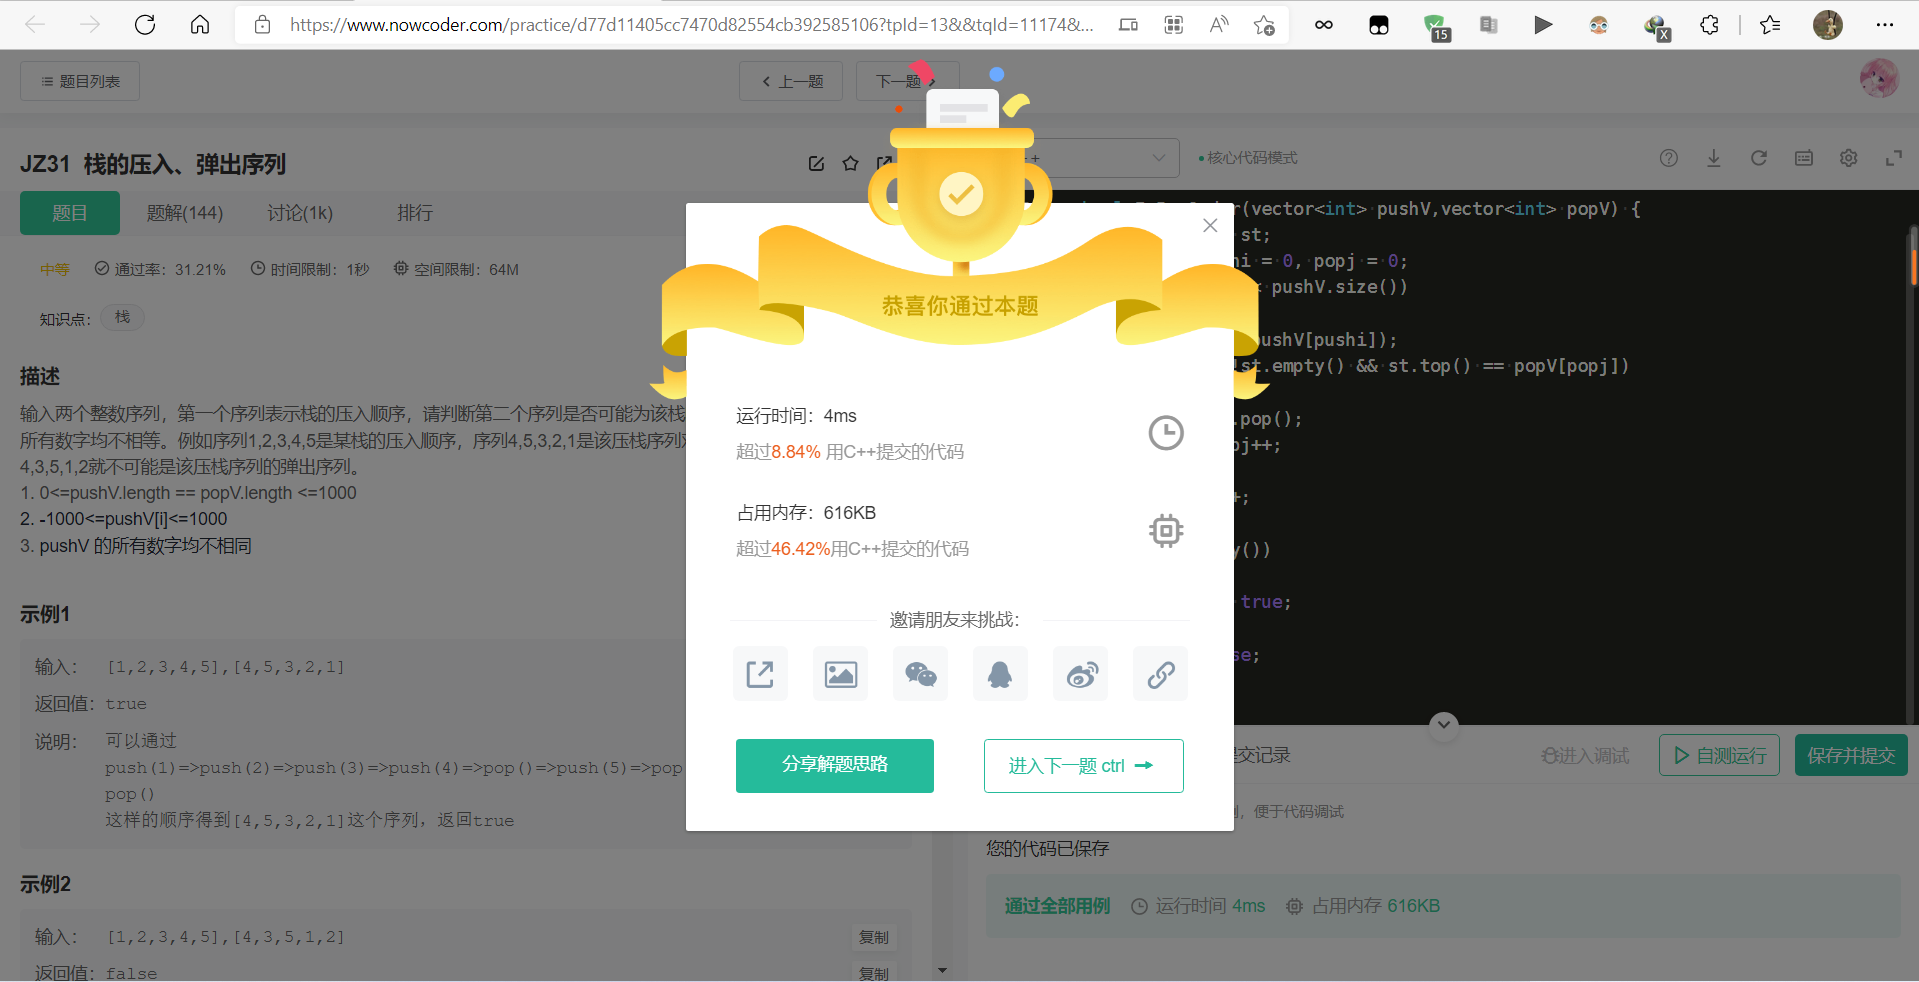 https://www.nowcoder.com/practice/d77d11405cc7470d82554cb392585106?tpId=13&&tqId=11174&...
15
X
题目列表
上一题
下一题
JZ31 栈的压入、弹出序列
核心代码模式
题目
题解(144)
讨论(1k)
排行
中等
通过率：31.21%
时间限制：1秒
空间限制：64M
知识点：
栈
描述
输入两个整数序列，第一个序列表示栈的压入顺序，请判断第二个序列是否可能为该栈
所有数字均不相等。例如序列1,2,3,4,5是某栈的压入顺序，序列4,5,3,2,1是该压栈序列
4,3,5,1,2就不可能是该压栈序列的弹出序列。
1. 0<=pushV.length == popV.length <=1000
2. -1000<=pushV[i]<=1000
3. pushV 的所有数字均不相同
示例1
输入： [1,2,3,4,5],[4,5,3,2,1]
返回值：true
说明： 可以通过
push(1)=>push(2)=>push(3)=>push(4)=>pop()=>push(5)=>pop
pop()
这样的顺序得到[4,5,3,2,1]这个序列，返回true
示例2
输入： [1,2,3,4,5],[4,3,5,1,2]
复制
返回值：false
复制
恭喜你通过本题
运行时间：4ms
超过8.84% 用C++提交的代码
占用内存：616KB
超过46.42%用C++提交的代码
邀请朋友来挑战：
分享解题思路
进入下一题 ctrl
(vector<int> pushV,vector<int> popV) {
st;
i = 0, popj = 0;
pushV.size())
pushV[pushi]);
st.empty() && st.top() == popV[popj])
.pop();
j++;
+;
y())
true;
se;
交记录
进入调试
自测运行
保存并提交
，便于代码调试
您的代码已保存
通过全部用例
运行时间 4ms
占用内存 616KB